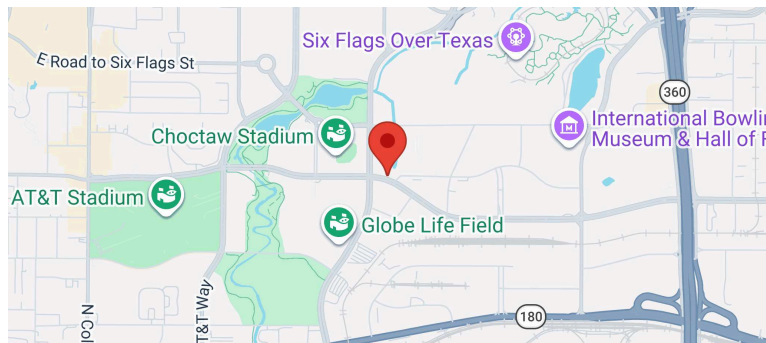 Six Flags Over Texas
E Road to Six Flags St
360
International Bowlin
Museum & Hall of F
Choctaw Stadium
AT&T Stadium
Globe Life Field
N Col
T&T Way
180